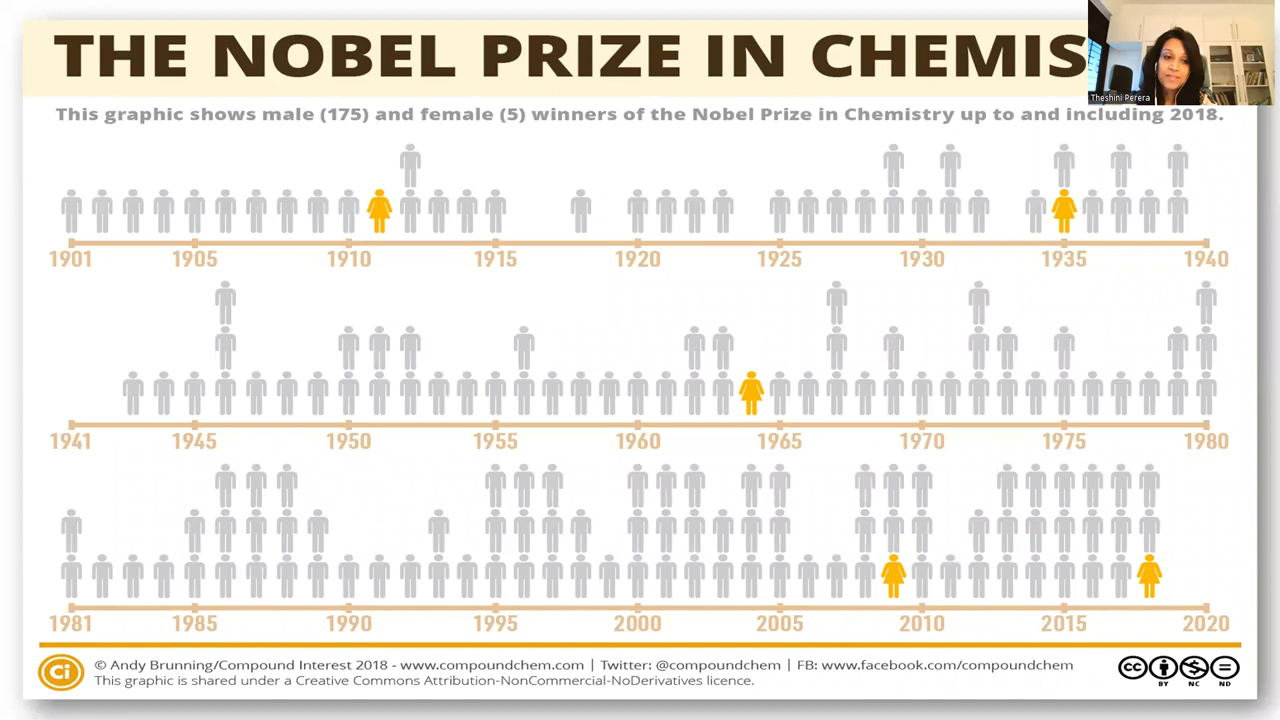 THE NOBEL PRIZE IN CHEMIS
Theshini Perera
This graphic shows male (175) and female (5) winners of the Nobel Prize in Chemistry up to and including 2018.
1901 1905 1910 1915 1920 1925 1930 1935 1940
1941 1945 1950 1955 1960 1965 1970 1975 1980
1981 1985 1990 1995 2000 2005 2010 2015 2020
Ci
© Andy Brunning/Compound Interest 2018 - www.compoundchem.com | Twitter: @compoundchem | FB: www.facebook.com/compoundchem
This graphic is shared under a Creative Commons Attribution-NonCommercial-NoDerivatives licence.
cc
BY NC ND